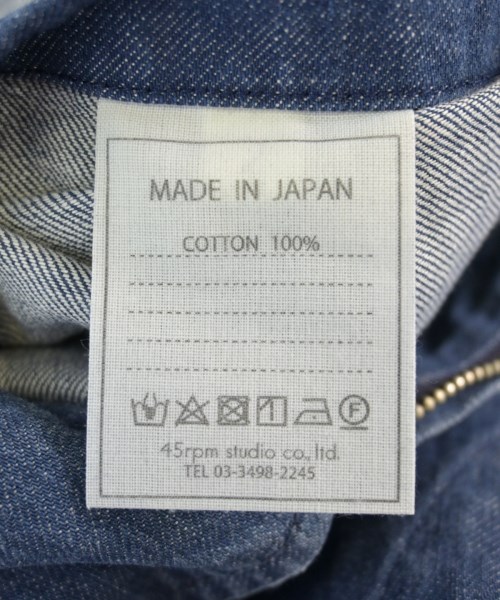 MADE IN JAPAN
COTTON 100%
F
45rpm studio co., ltd.
TEL 03-3498-2245